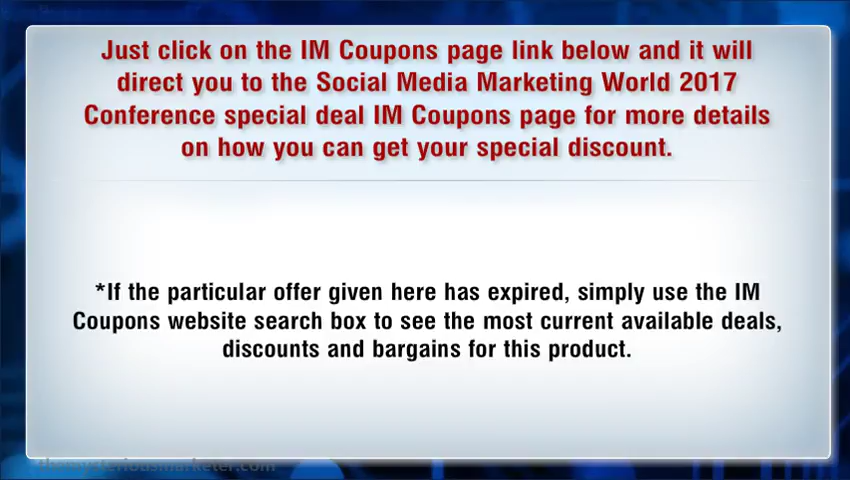 Just click on the IM Coupons page link below and it will
direct you to the Social Media Marketing World 2017
Conference special deal IM Coupons page for more details
on how you can get your special discount.
*If the particular offer given here has expired, simply use the IM
Coupons website search box to see the most current available deals,
discounts and bargains for this product.